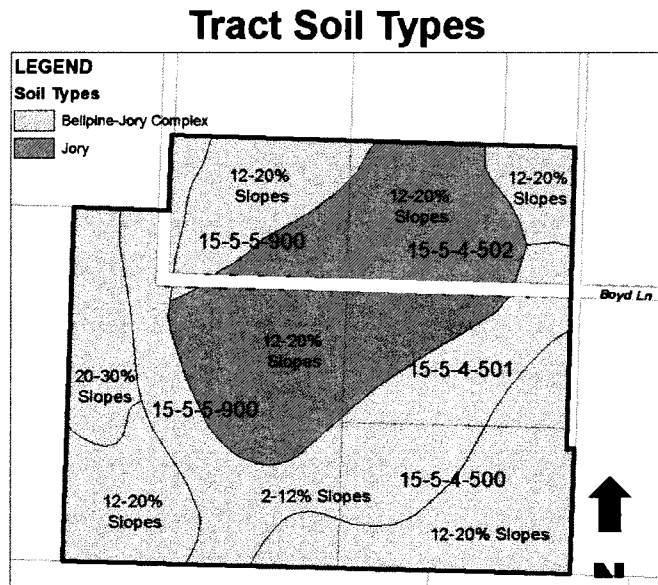 Tract Soil Types
LEGEND
Soil Types
Bellpine-Jory Complex
Jory
12-20%
Slopes
12-20%
Slopes
12-20%
Slopes
15-5-5-900
15-5-4-502
Boyd Ln
12-20%
Slopes
20-30%
Slopes
15-5-4-501
15-5-5-900
15-5-4-500
2-12% Slopes
12-20%
Slopes
12-20% Slopes
N